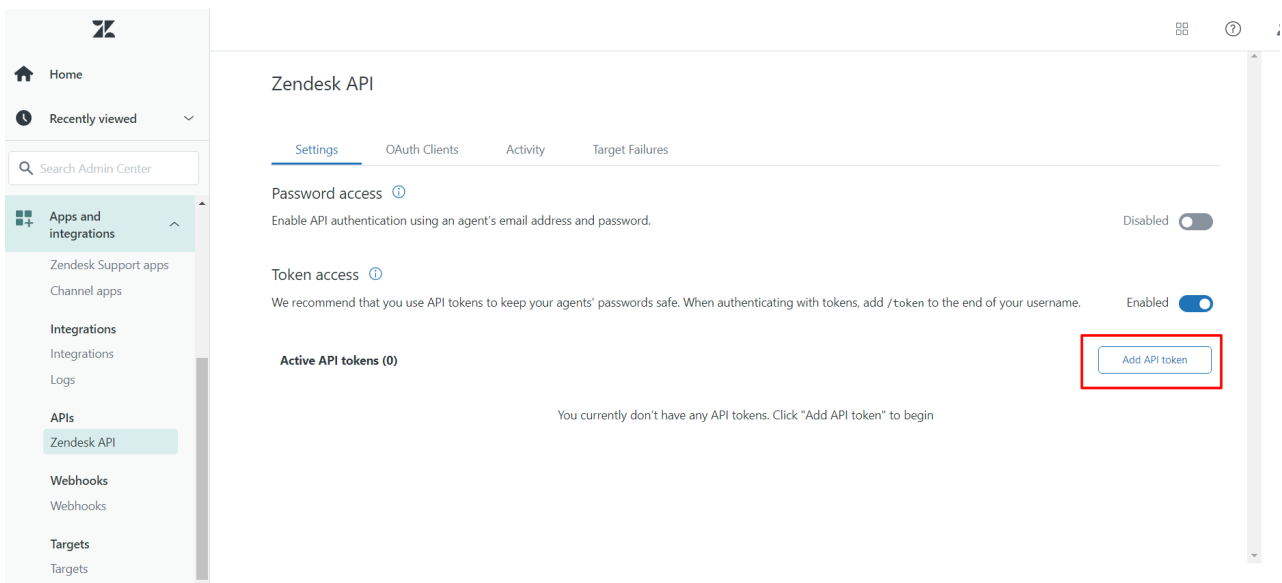 Home
Recently viewed
Search Admin Center
Apps and
integrations
Zendesk Support apps
Channel apps
Integrations
Integrations
Logs
APIs
Zendesk API
Webhooks
Webhooks
Targets
Targets
Zendesk API
Settings OAuth Clients Activity Target Failures
Password access
Enable API authentication using an agent's email address and password. Disabled
Token access
We recommend that you use API tokens to keep your agents' passwords safe. When authenticating with tokens, add /token to the end of your username. Enabled
Active API tokens (0) Add API token
You currently don't have any API tokens. Click "Add API token" to begin